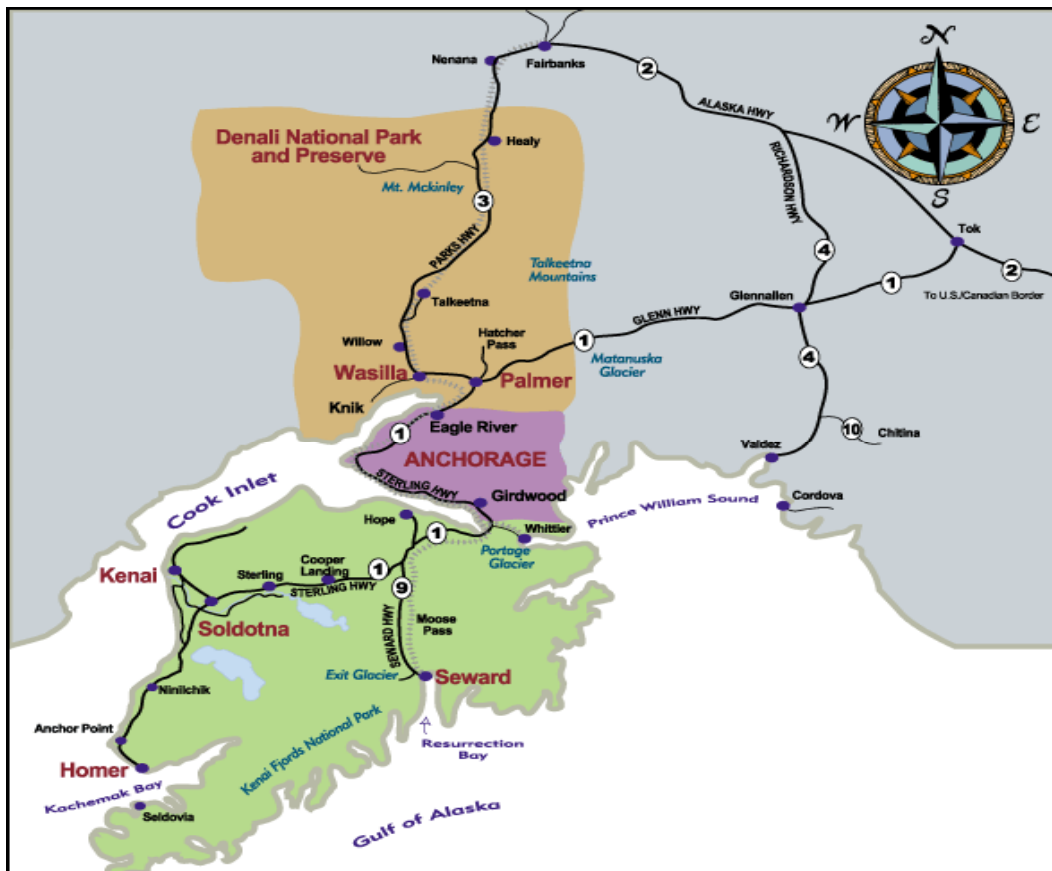 N
W
E
S
Nenana
Fairbanks
2
ALASKA HWY
Denali National Park
and Preserve
Healy
Mt. Mckinley
3
RICHARDSON HWY
PARKS HWY
Tok
4
Talkeetna
Mountains
1
2
To U.S./Canadian Border
Talkeetna
Glennallen
GLENN HWY
Willow
Hatcher
Pass
1
4
Matanuska
Glacier
Wasilla
Palmer
Knik
Eagle River
1
10
Chitina
ANCHORAGE
Valdez
STERLING HWY
Cook Inlet
Girdwood
Prince William Sound
Cordova
Hope
1
Whittier
Portage
Glacier
Kenai
Sterling
Cooper
Landing
1
STERLING HWY
9
Soldotna
SEWARD HWY
Moose
Pass
Exit Glacier
Seward
Ninilchik
Kenai Fjords National Park
Anchor Point
Resurrection
Bay
Homer
Kachemak Bay
Seldovia
Gulf of Alaska